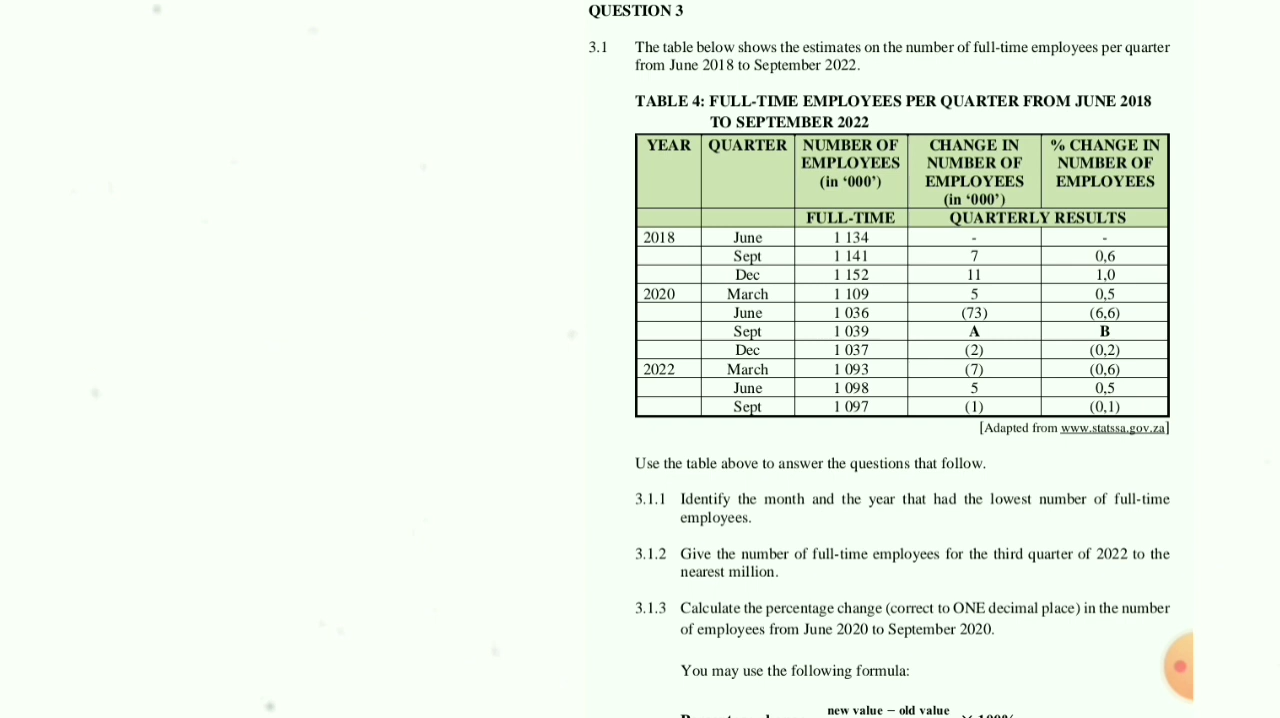 QUESTION 3
3.1 The table below shows the estimates on the number of full-time employees per quarter
from June 2018 to September 2022.
TABLE 4: FULL-TIME EMPLOYEES PER QUARTER FROM JUNE 2018
TO SEPTEMBER 2022
YEAR QUARTER NUMBER OF EMPLOYEES (in ‘000’) CHANGE IN NUMBER OF EMPLOYEES (in ‘000’) % CHANGE IN NUMBER OF EMPLOYEES
FULL-TIME QUARTERLY RESULTS
2018 June 1 134 - -
Sept 1 141 7 0,6
Dec 1 152 11 1,0
2020 March 1 109 5 0,5
June 1 036 (73) (6,6)
Sept 1 039 A B
Dec 1 037 (2) (0,2)
2022 March 1 093 (7) (0,6)
June 1 098 5 0,5
Sept 1 097 (1) (0,1)
[Adapted from www.statssa.gov.za]
Use the table above to answer the questions that follow.
3.1.1 Identify the month and the year that had the lowest number of full-time
employees.
3.1.2 Give the number of full-time employees for the third quarter of 2022 to the
nearest million.
3.1.3 Calculate the percentage change (correct to ONE decimal place) in the number
of employees from June 2020 to September 2020.
You may use the following formula:
new value − old value